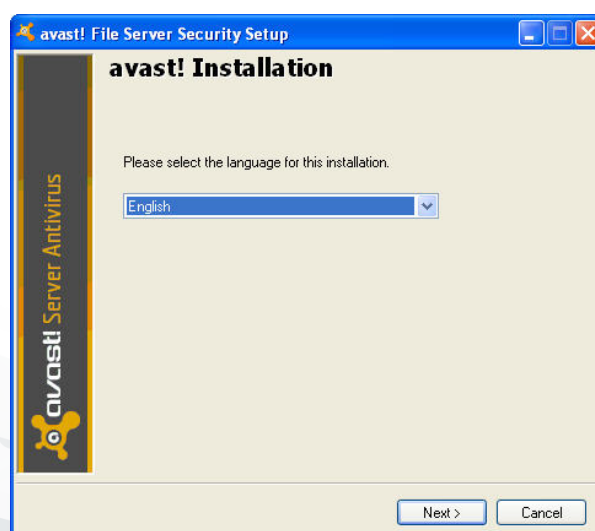 avast! File Server Security Setup
avast! Installation
Please select the language for this installation.
English
avast! Server Antivirus
Next >
Cancel